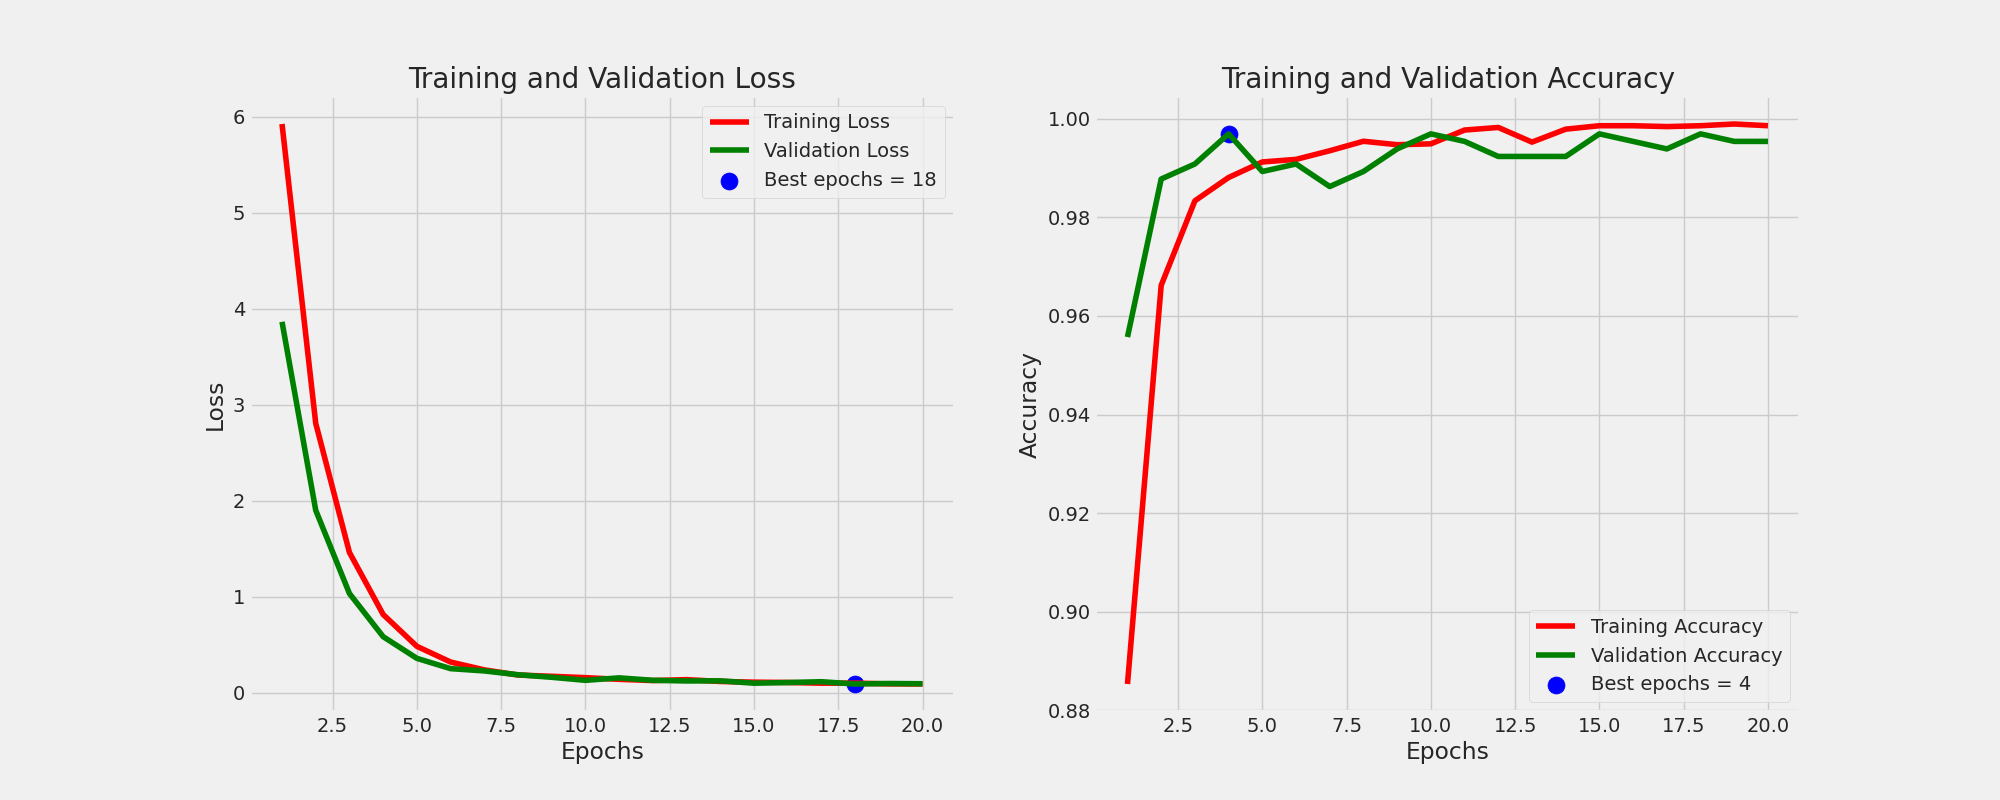 Training and Validation Loss
6
5
4
3
2
1
0
Loss
2.5 5.0 7.5 10.0 12.5 15.0 17.5 20.0
Epochs
Training Loss
Validation Loss
Best epochs = 18
Training and Validation Accuracy
1.00
0.98
0.96
0.94
0.92
0.90
0.88
Accuracy
2.5 5.0 7.5 10.0 12.5 15.0 17.5 20.0
Epochs
Training Accuracy
Validation Accuracy
Best epochs = 4